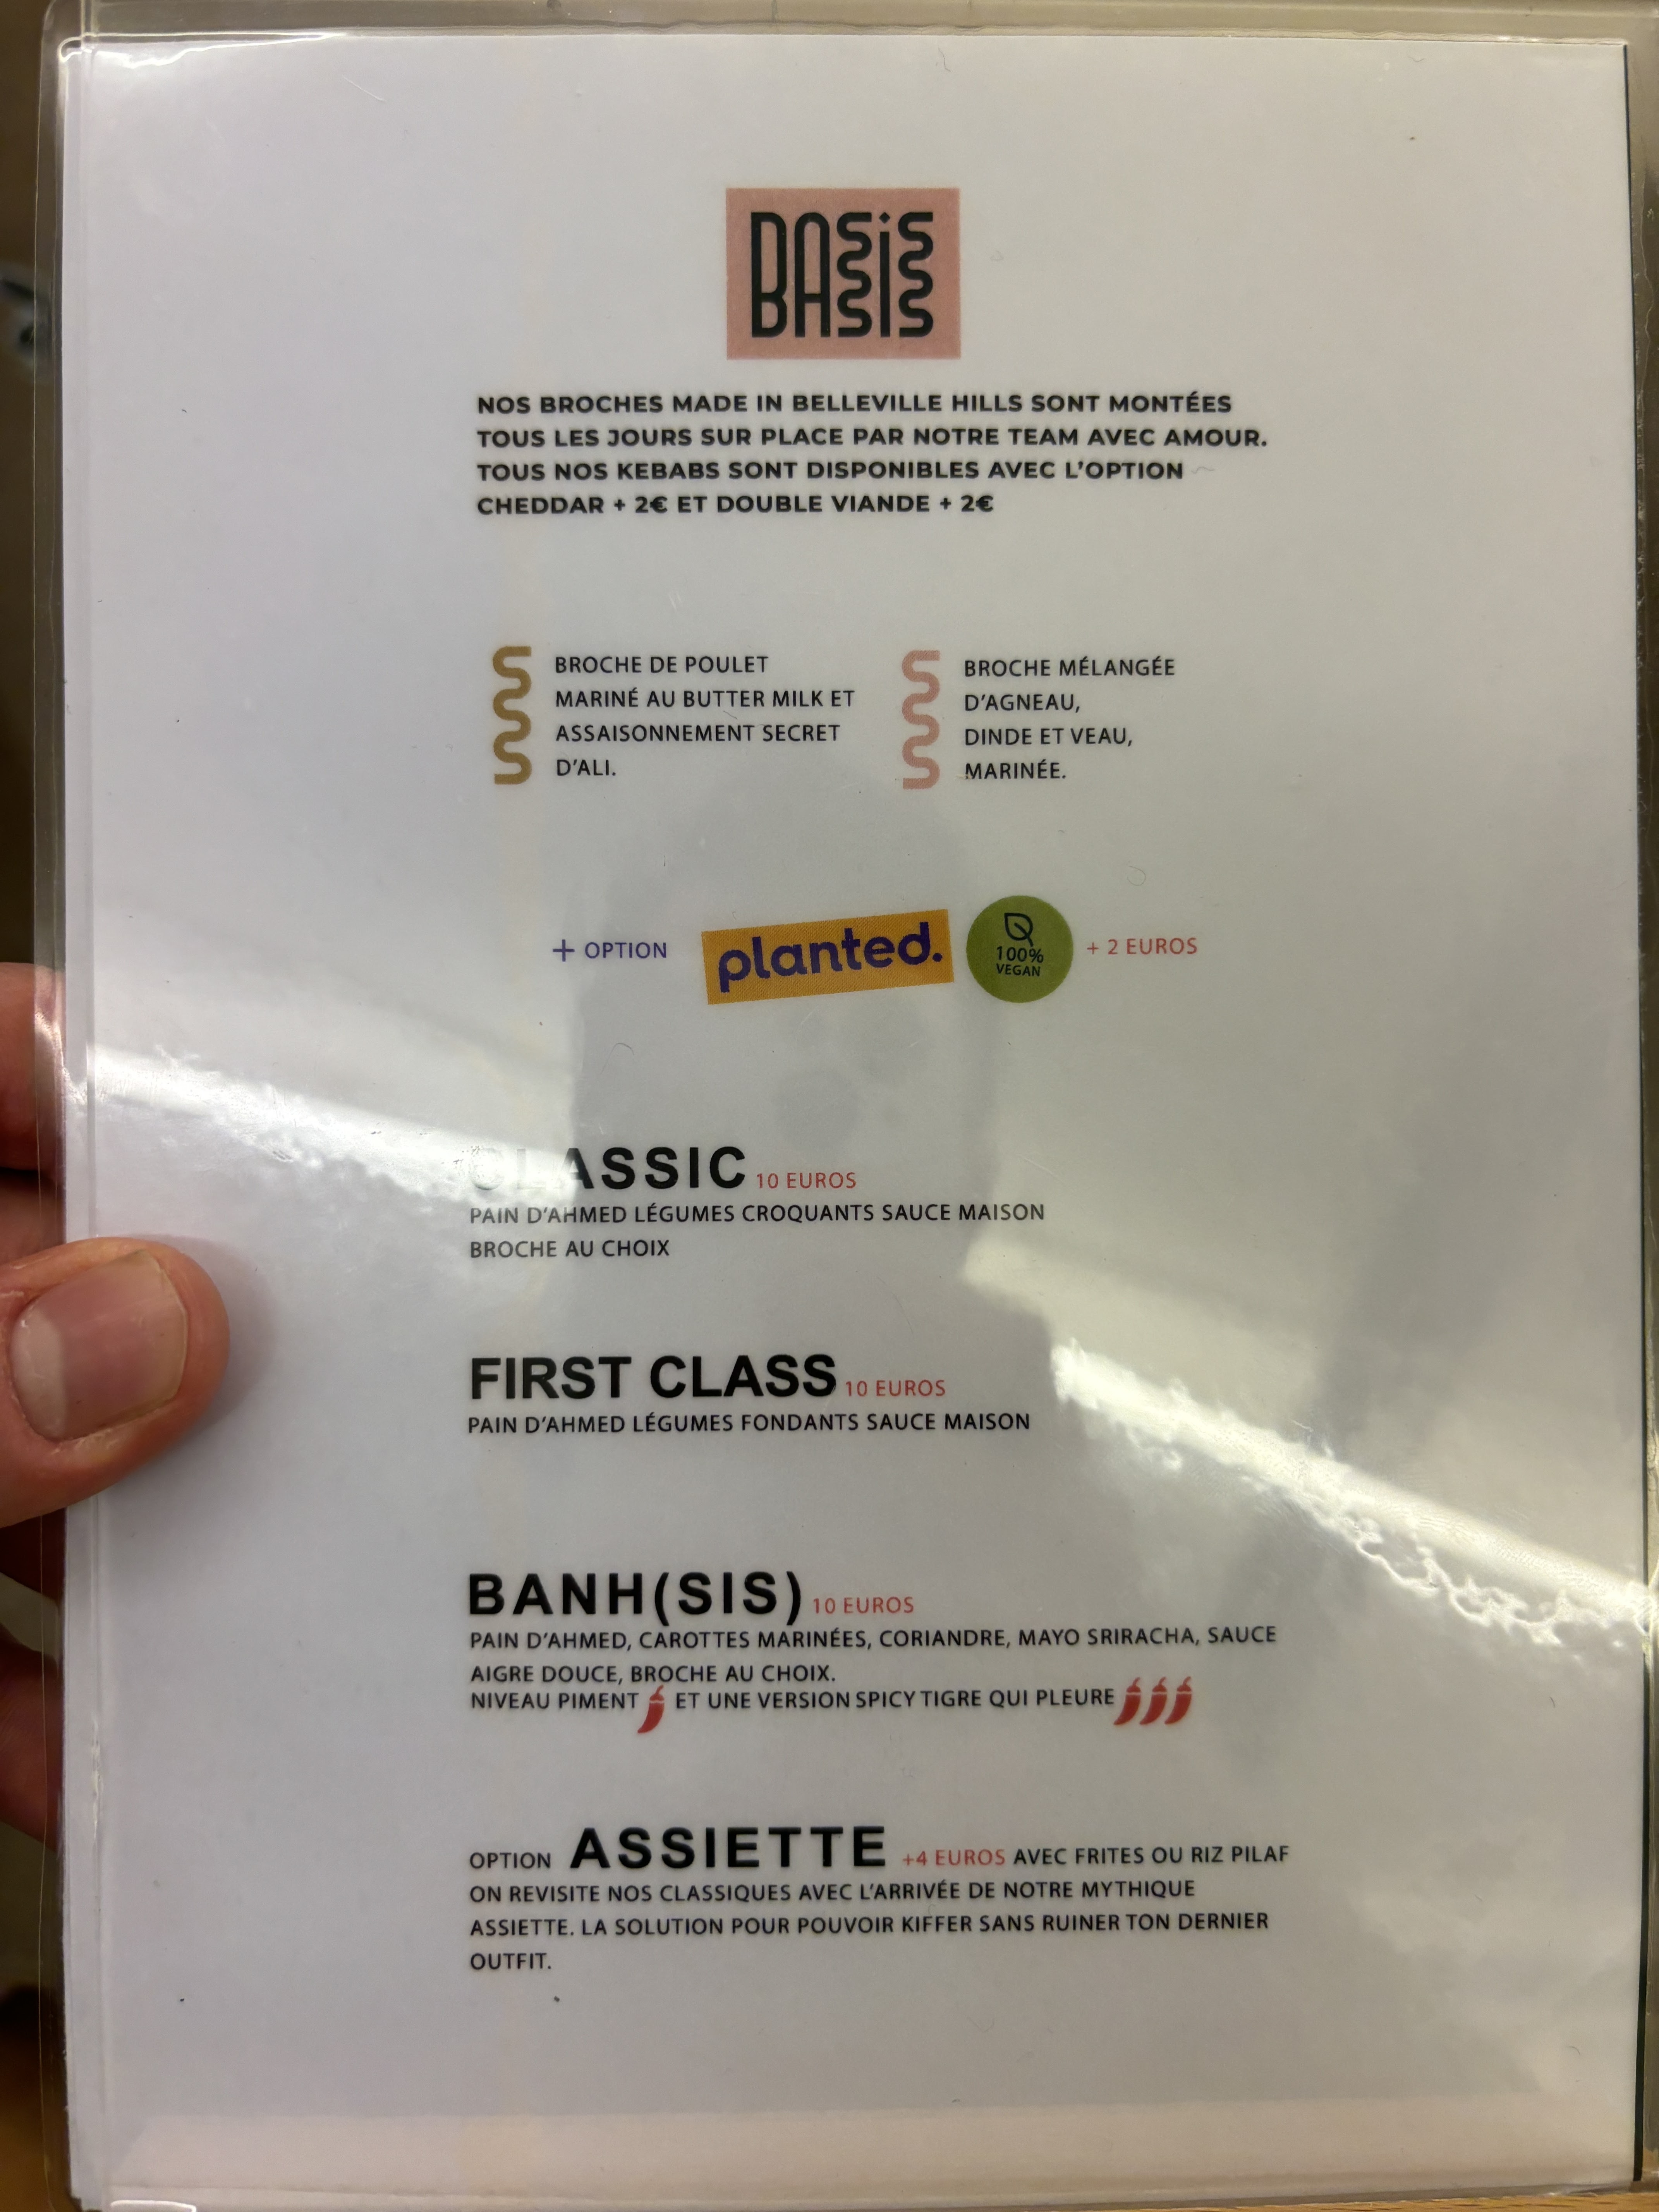 BASIS
BASIS
NOS BROCHES MADE IN BELLEVILLE HILLS SONT MONTÉES
TOUS LES JOURS SUR PLACE PAR NOTRE TEAM AVEC AMOUR.
TOUS NOS KEBABS SONT DISPONIBLES AVEC L'OPTION
CHEDDAR + 2€ ET DOUBLE VIANDE + 2€
BROCHE DE POULET
MARINÉ AU BUTTER MILK ET
ASSAISONNEMENT SECRET
D'ALI.
BROCHE MÉLANGÉE
D'AGNEAU,
DINDE ET VEAU,
MARINÉE.
+ OPTION planted. 100% VEGAN + 2 EUROS
CLASSIC 10 EUROS
PAIN D'AHMED LÉGUMES CROQUANTS SAUCE MAISON
BROCHE AU CHOIX
FIRST CLASS 10 EUROS
PAIN D'AHMED LÉGUMES FONDANTS SAUCE MAISON
BANH(SIS) 10 EUROS
PAIN D'AHMED, CAROTTES MARINÉES, CORIANDRE, MAYO SRIRACHA, SAUCE
AIGRE DOUCE, BROCHE AU CHOIX.
NIVEAU PIMENT ET UNE VERSION SPICY TIGRE QUI PLEURE
OPTION ASSIETTE +4 EUROS AVEC FRITES OU RIZ PILAF
ON REVISITE NOS CLASSIQUES AVEC L'ARRIVÉE DE NOTRE MYTHIQUE
ASSIETTE. LA SOLUTION POUR POUVOIR KIFFER SANS RUINER TON DERNIER
OUTFIT.